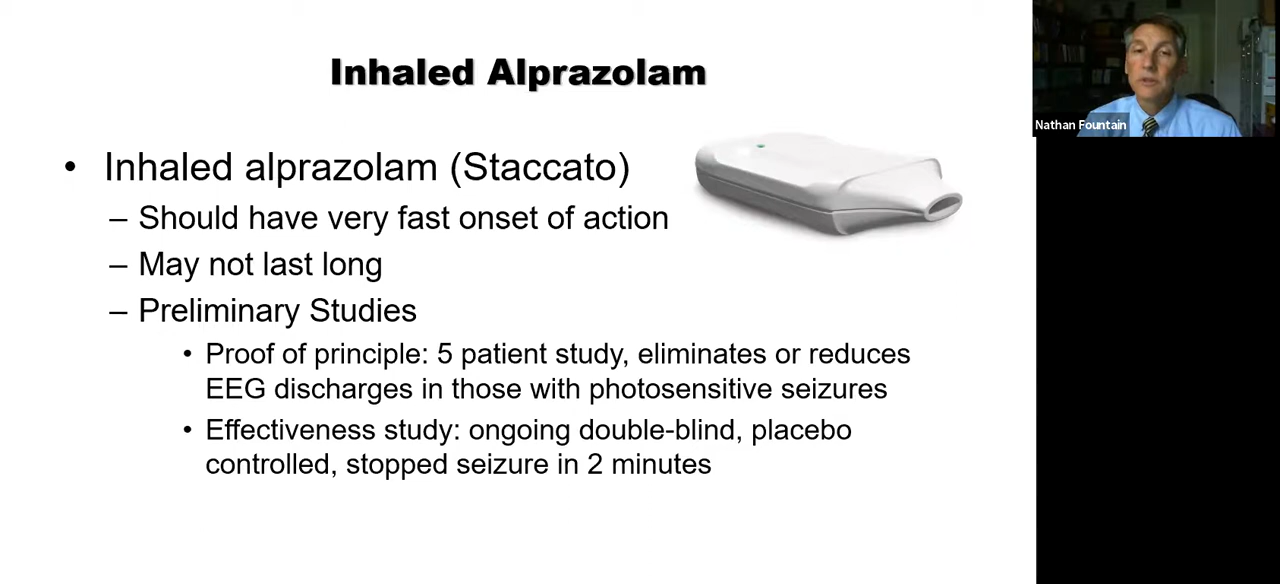 Inhaled Alprazolam
• Inhaled alprazolam (Staccato)
– Should have very fast onset of action
– May not last long
– Preliminary Studies
• Proof of principle: 5 patient study, eliminates or reduces
EEG discharges in those with photosensitive seizures
• Effectiveness study: ongoing double-blind, placebo
controlled, stopped seizure in 2 minutes
Nathan Fountain